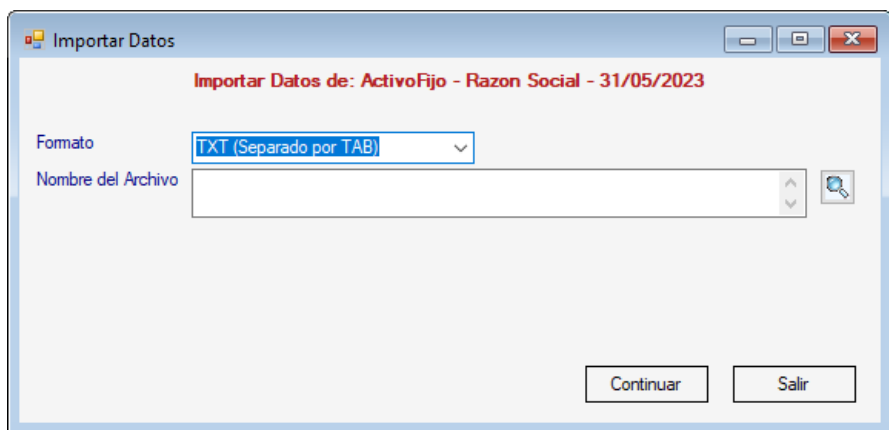 Importar Datos
Importar Datos de: ActivoFijo - Razon Social - 31/05/2023
Formato
TXT (Separado por TAB)
Nombre del Archivo
Continuar
Salir